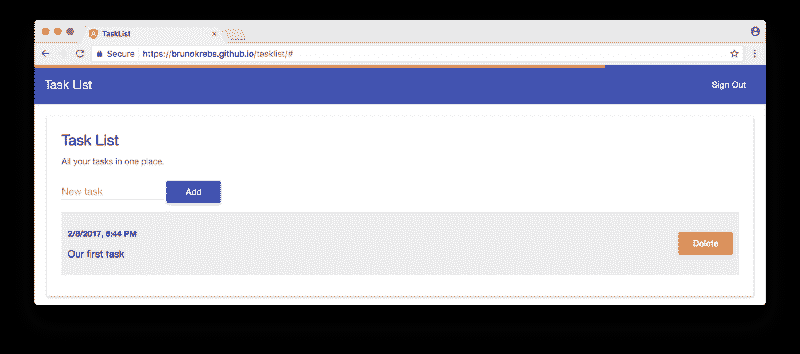 TaskList
Secure https://brunokrebs.github.io/tasklist/#
Task List
Sign Out
Task List
All your tasks in one place.
New task
Add
2/8/2017, 8:44 PM
Our first task
Delete